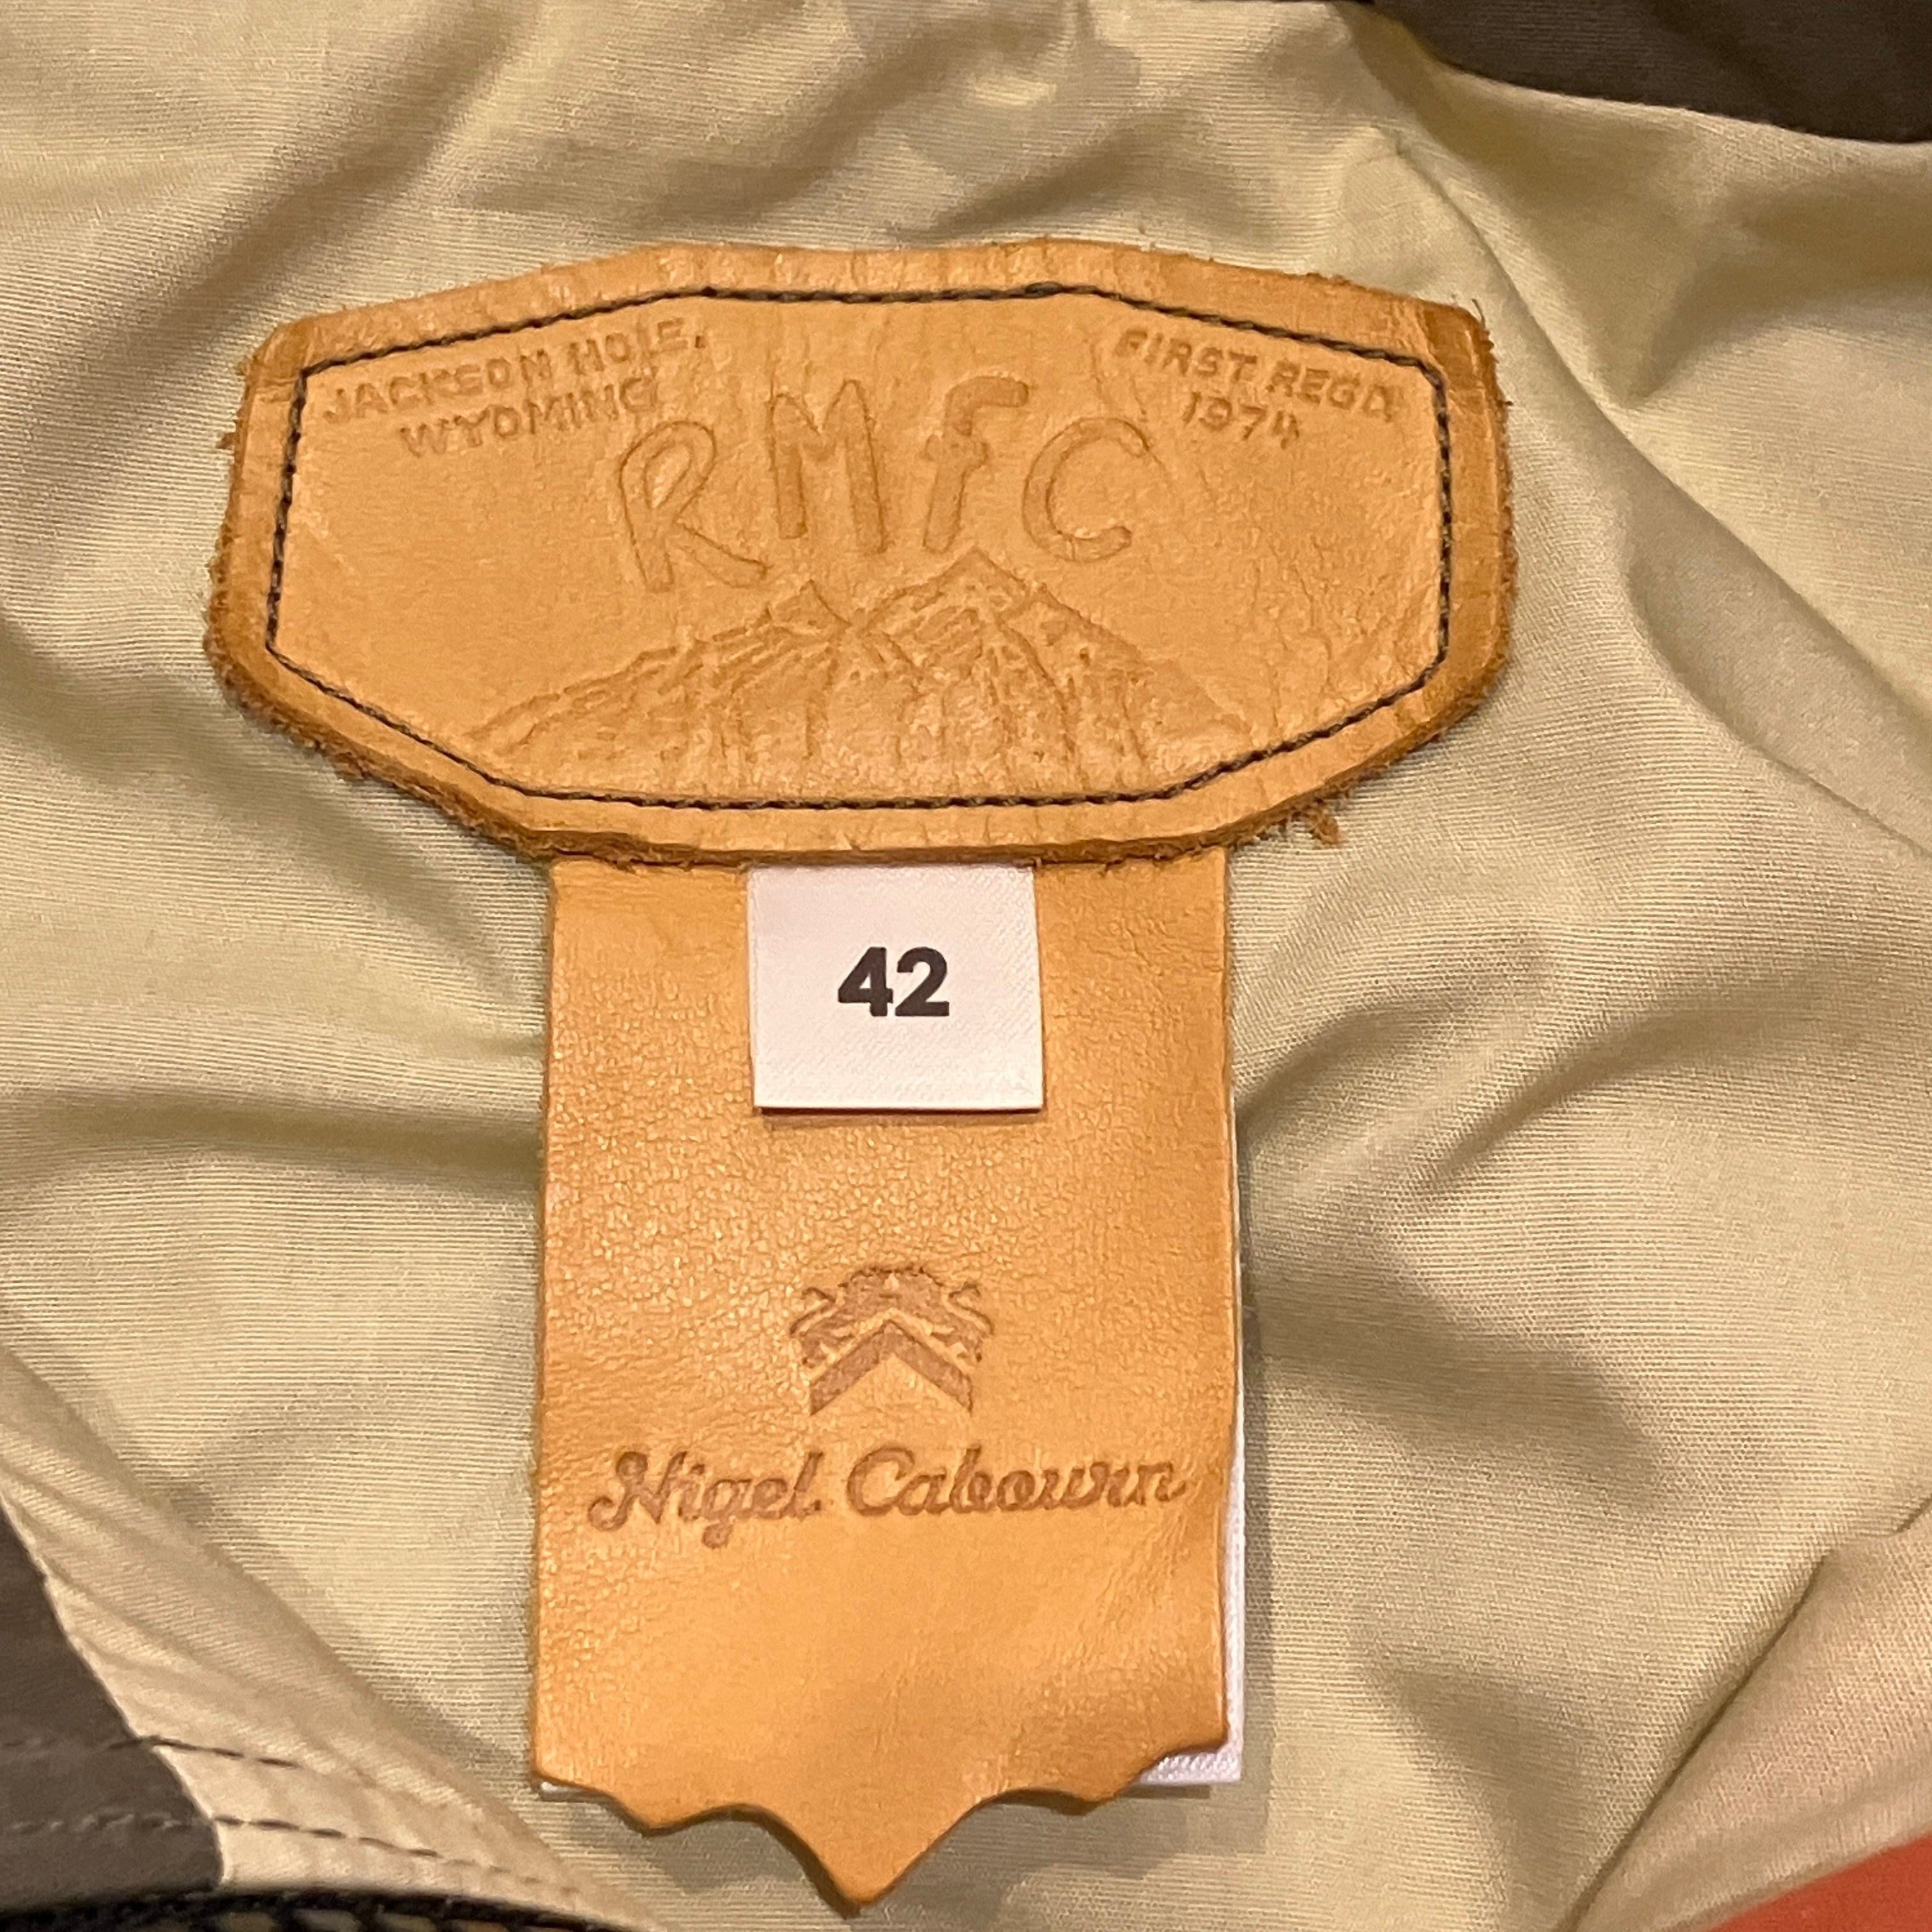 JACKSON HOLE,
WYOMING
FIRST REGD.
1974
RMFC
42
Nigel Cabourn